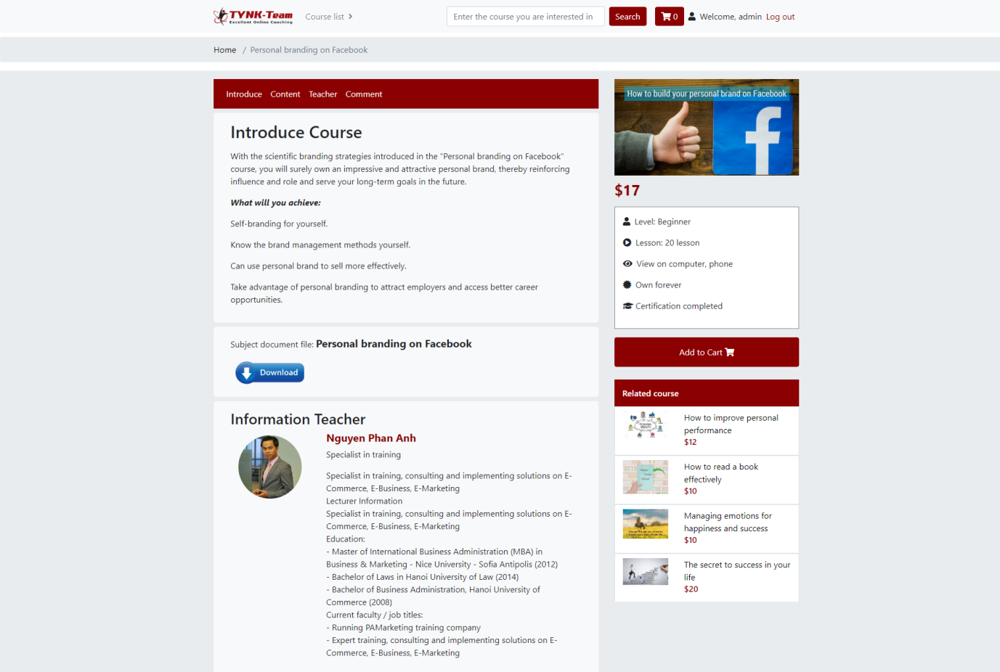 TYNK-Team
Excellent Online Coaching
Course list
Enter the course you are interested in
Search
0
Welcome, admin
Log out
Home / Personal branding on Facebook
Introduce Content Teacher Comment
Introduce Course
With the scientific branding strategies introduced in the "Personal branding on Facebook"
course, you will surely own an impressive and attractive personal brand, thereby reinforcing
influence and role and serve your long-term goals in the future.
What will you achieve:
Self-branding for yourself.
Know the brand management methods yourself.
Can use personal brand to sell more effectively.
Take advantage of personal branding to attract employers and access better career
opportunities.
Subject document file: Personal branding on Facebook
Download
Information Teacher
Nguyen Phan Anh
Specialist in training
Specialist in training, consulting and implementing solutions on E-
Commerce, E-Business, E-Marketing
Lecturer Information
Specialist in training, consulting and implementing solutions on E-
Commerce, E-Business, E-Marketing
Education:
- Master of International Business Administration (MBA) in
Business & Marketing - Nice University - Sofia Antipolis (2012)
- Bachelor of Laws in Hanoi University of Law (2014)
- Bachelor of Business Administration, Hanoi University of
Commerce (2008)
Current faculty / job titles:
- Running PAMarketing training company
- Expert training, consulting and implementing solutions on E-
Commerce, E-Business, E-Marketing
How to build your personal brand on Facebook
$17
Level: Beginner
Lesson: 20 lesson
View on computer, phone
Own forever
Certification completed
Add to Cart
Related course
How to improve personal
performance
$12
How to read a book
effectively
$10
Managing emotions for
happiness and success
$10
The secret to success in your
life
$20